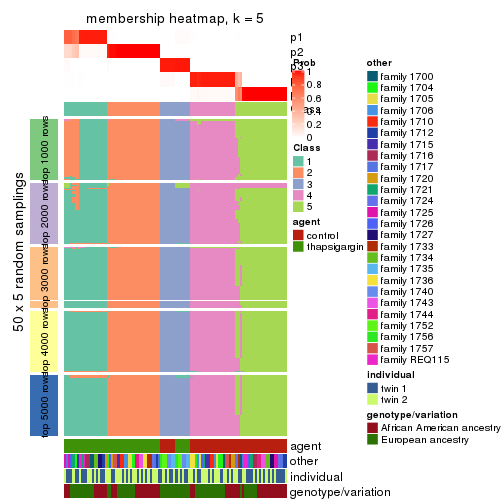 membership heatmap, k = 5
p1
p2
p3
Prob
1
0.8
0.6
0.4
0.2
0
Class
1
2
3
4
5
agent
control
thapsigargin
50 x 5 random samplings
top 1000 rows
top 2000 rows
top 3000 rows
top 4000 rows
top 5000 rows
agent
other
individual
genotype/variation
other
family 1700
family 1704
family 1705
family 1706
family 1710
family 1712
family 1715
family 1716
family 1717
family 1720
family 1721
family 1724
family 1725
family 1726
family 1727
family 1733
family 1734
family 1735
family 1736
family 1740
family 1743
family 1744
family 1752
family 1756
family 1757
family REQ115
individual
twin 1
twin 2
genotype/variation
African American ancestry
European ancestry